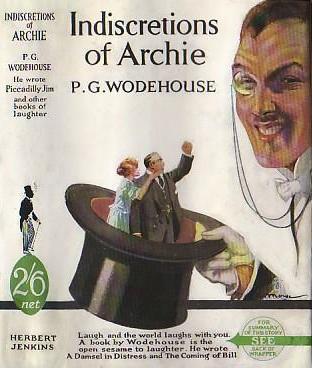 INDISCRETIONS
OF
ARCHIE
P. G.
WODEHOUSE
He wrote
Piccadilly Jim
and other
books of
laughter
2/6
net
HERBERT
JENKINS
Indiscretions
of Archie
P.G. WODEHOUSE
Laugh and the world laughs with you.
A book by Wodehouse is the
open sesame to laughter. He wrote
A Damsel in Distress and The Coming of Bill
FOR
SUMMARY
OF THIS STORY
SEE
BACK OF
WRAPPER